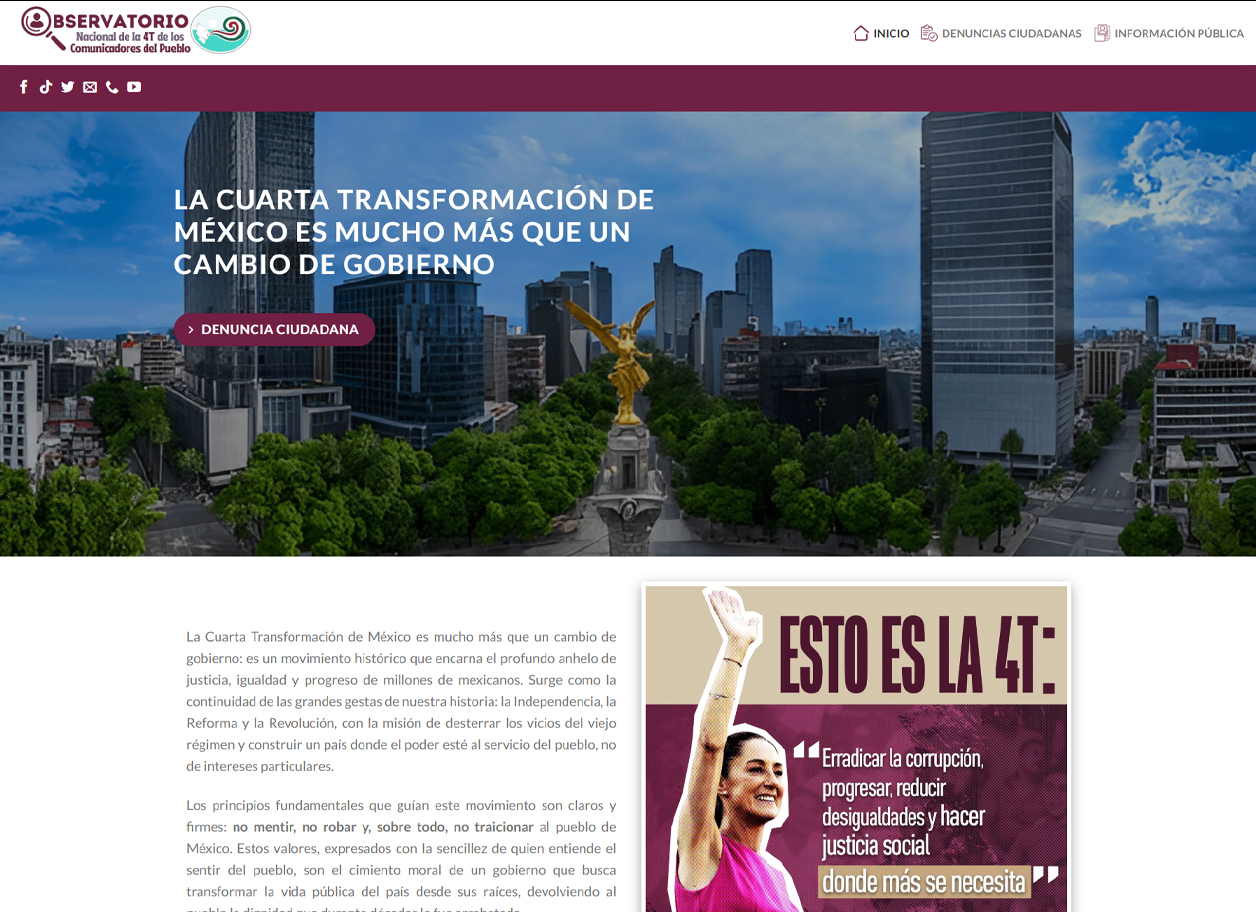 OBSERVATORIO
Nacional de la 4T de los
Comunicadores del Pueblo
INICIO
DENUNCIAS CIUDADANAS
INFORMACIÓN PÚBLICA
LA CUARTA TRANSFORMACIÓN DE
MÉXICO ES MUCHO MÁS QUE UN
CAMBIO DE GOBIERNO
DENUNCIA CIUDADANA
La Cuarta Transformación de México es mucho más que un cambio de
gobierno: es un movimiento histórico que encarna el profundo anhelo de
justicia, igualdad y progreso de millones de mexicanos. Surge como la
continuidad de las grandes gestas de nuestra historia: la Independencia, la
Reforma y la Revolución, con la misión de desterrar los vicios del viejo
régimen y construir un país donde el poder esté al servicio del pueblo, no
de intereses particulares.
Los principios fundamentales que guían este movimiento son claros y
firmes: no mentir, no robar y, sobre todo, no traicionar al pueblo de
México. Estos valores, expresados con la sencillez de quien entiende el
sentir del pueblo, son el cimiento moral de un gobierno que busca
transformar la vida pública del país desde sus raíces, devolviendo al
pueblo la dignidad que durante décadas le fue arrebatada.
ESTO ES LA 4T:
“Erradicar la corrupción,
progresar, reducir
desigualdades y hacer
justicia social
donde más se necesita”